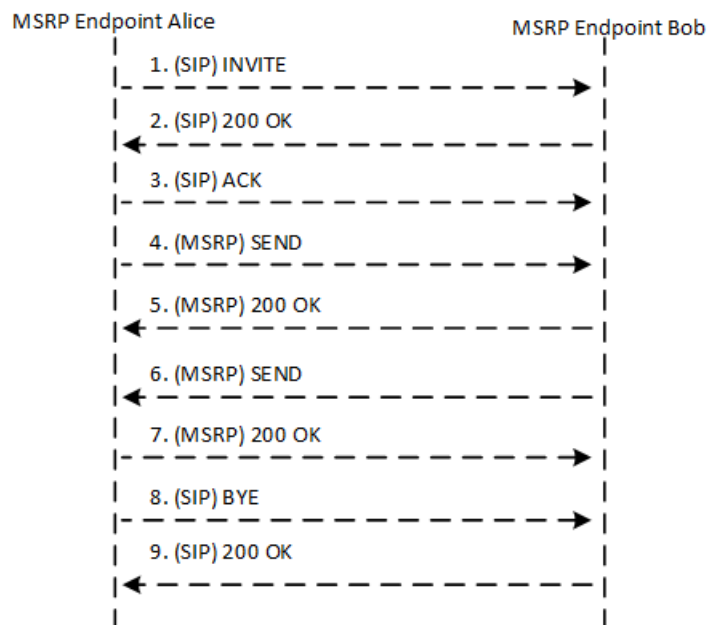 MSRP Endpoint Alice
MSRP Endpoint Bob
1. (SIP) INVITE
2. (SIP) 200 OK
3. (SIP) ACK
4. (MSRP) SEND
5. (MSRP) 200 OK
6. (MSRP) SEND
7. (MSRP) 200 OK
8. (SIP) BYE
9. (SIP) 200 OK